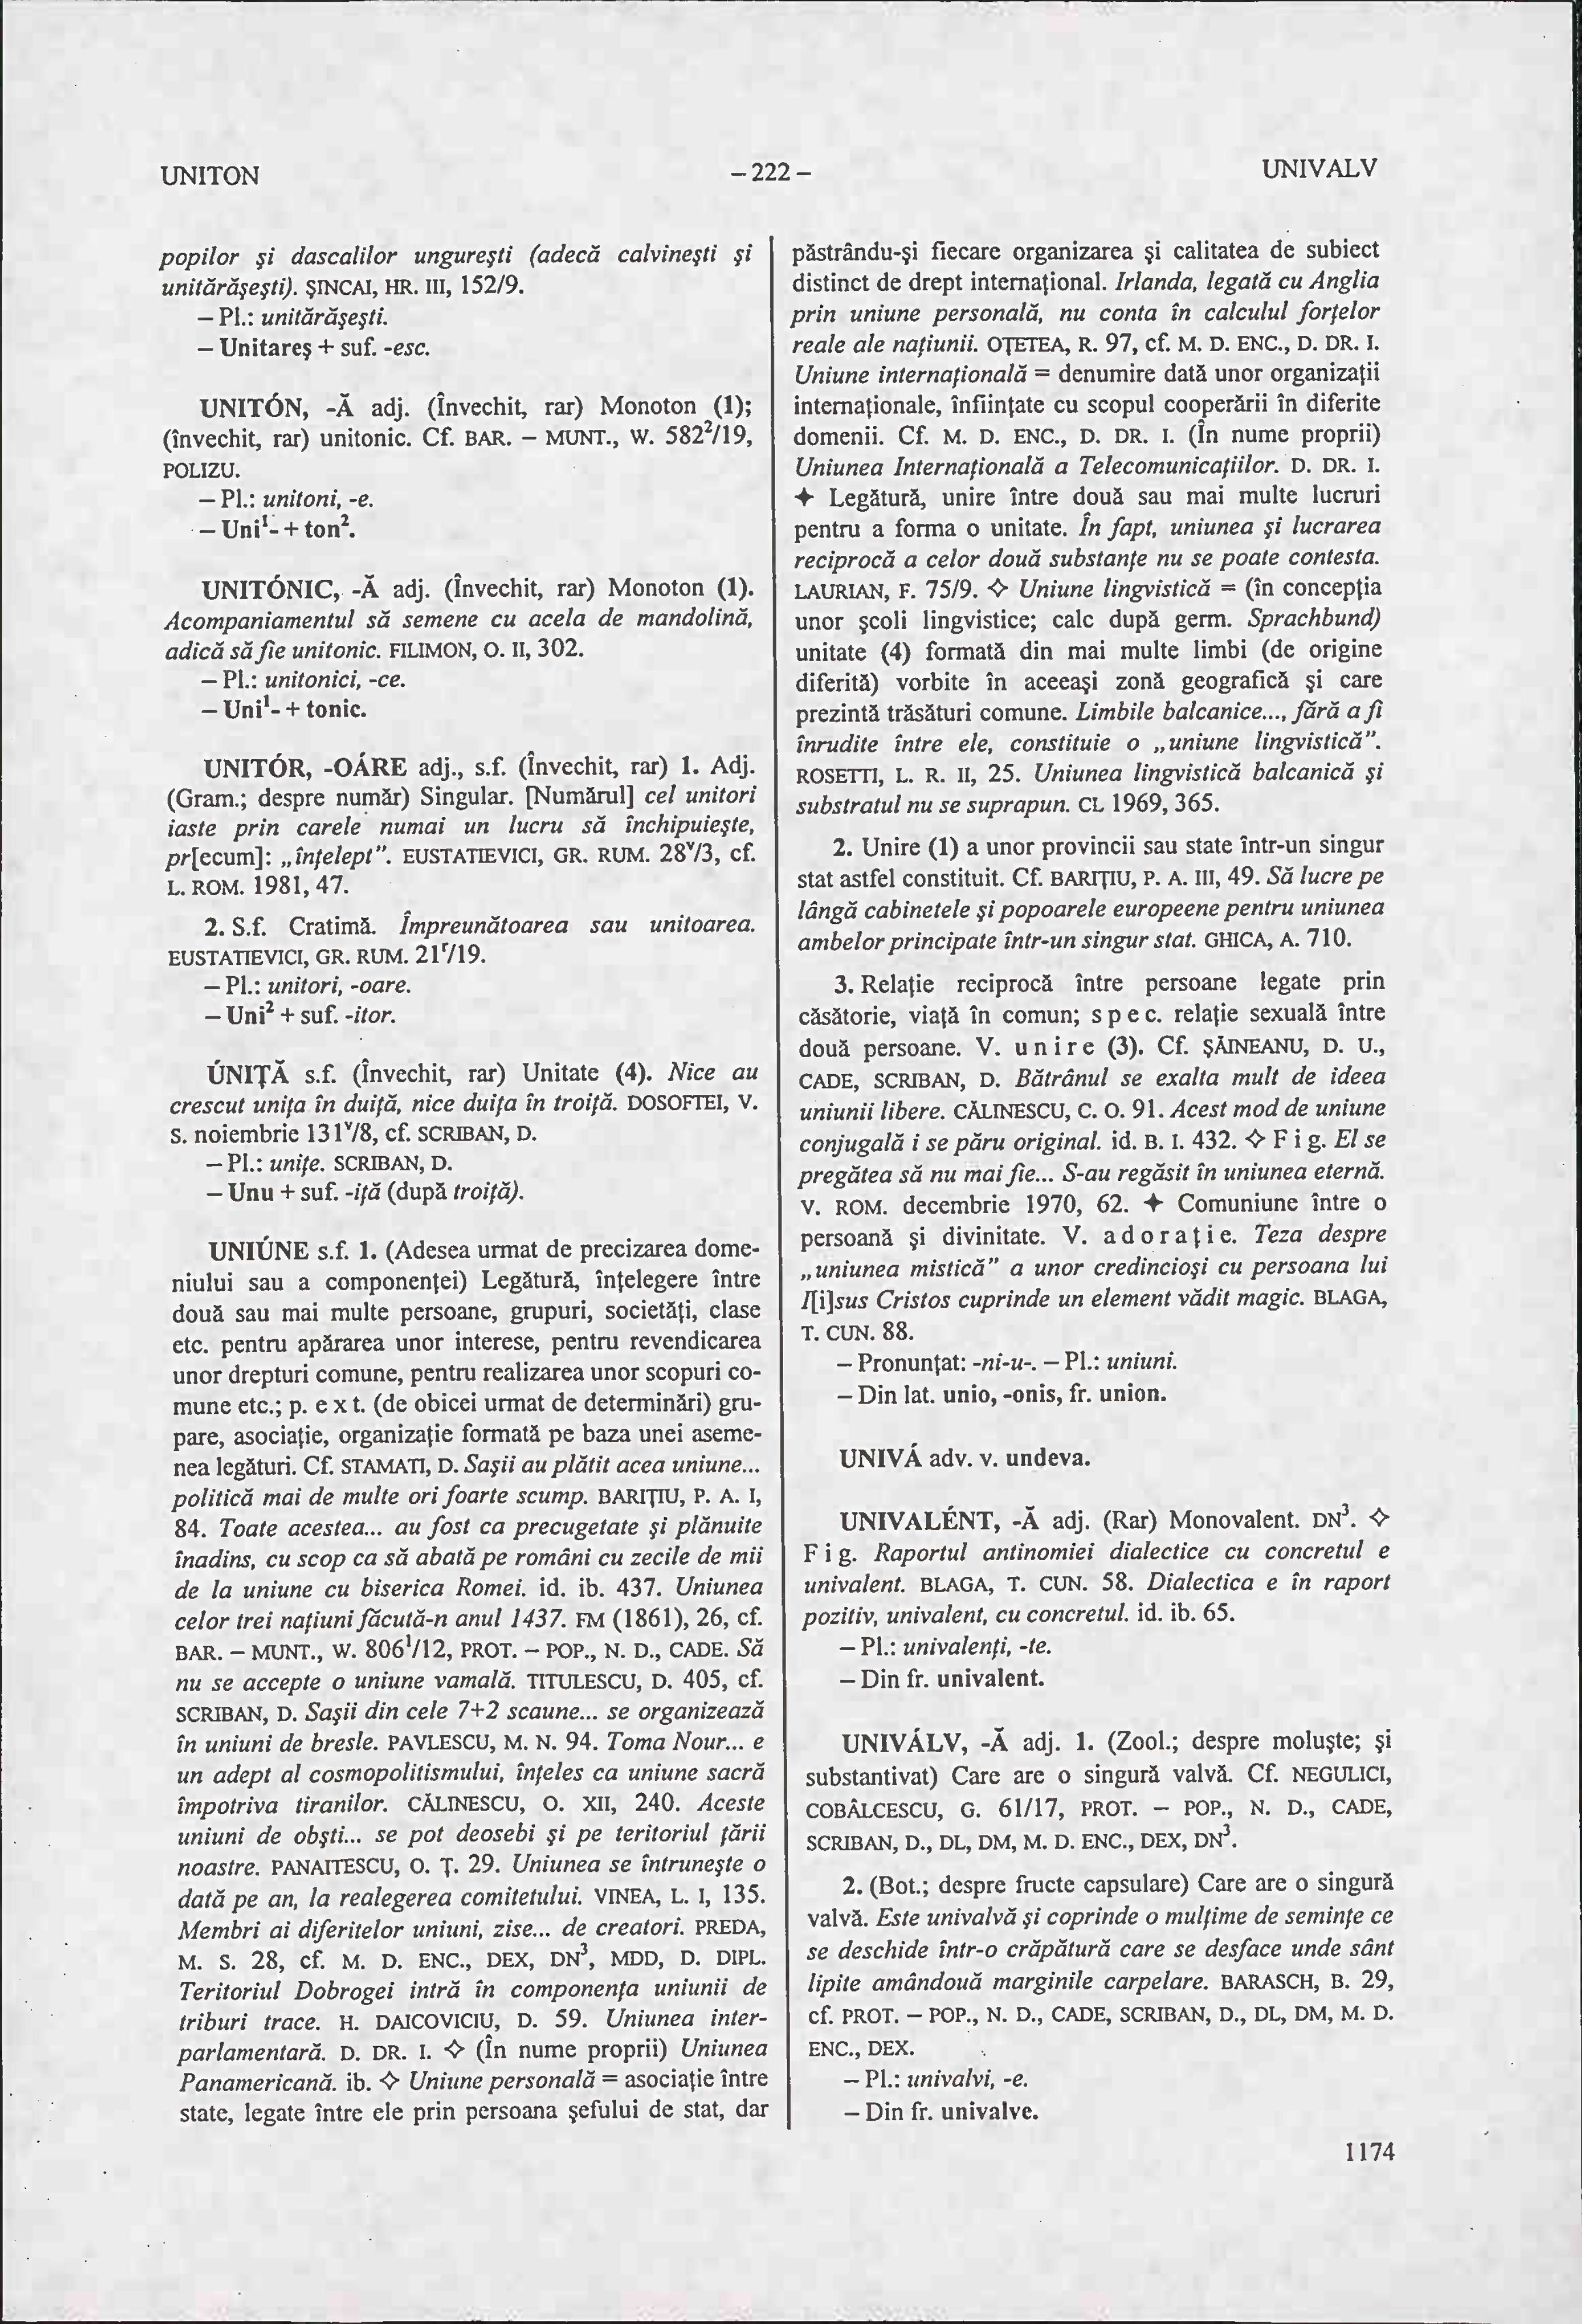 UNITON
– 222 –
UNIVALV
popilor şi dascalilor ungureşti (adecă calvineşti şi
unitărăşeşti). ŞINCAI, HR. III, 152/9.
– Pl.: unitărăşeşti.
– Unitareş + suf. -esc.
UNITÓN, -Ă adj. (Învechit, rar) Monoton (1);
(învechit, rar) unitonic. Cf. BAR. – MUNT., W. 582²/19,
POLIZU.
– Pl.: unitoni, -e.
– Uni¹- + ton².
UNITÓNIC, -Ă adj. (Învechit, rar) Monoton (1).
Acompaniamentul să semene cu acela de mandolină,
adică să fie unitonic. FILIMON, O. II, 302.
– Pl.: unitonici, -ce.
– Uni¹- + tonic.
UNITÓR, -OÁRE adj., s.f. (Învechit, rar) 1. Adj.
(Gram.; despre număr) Singular. [Numărul] cel unitori
iaste prin carele numai un lucru să închipuieşte,
pr[ecum]: „înţelept”. EUSTATIEVICI, GR. RUM. 28ᵛ/3, cf.
L. ROM. 1981, 47.
2. S.f. Cratimă. Împreunătoarea sau unitoarea.
EUSTATIEVICI, GR. RUM. 21ʳ/19.
– Pl.: unitori, -oare.
– Uni² + suf. -itor.
ÚNIŢĂ s.f. (Învechit, rar) Unitate (4). Nice au
crescut uniţa în duiţă, nice duiţa în troiţă. DOSOFTEI, V.
S. noiembrie 131ᵛ/8, cf. SCRIBAN, D.
– Pl.: uniţe. SCRIBAN, D.
– Unu + suf. -iţă (după troiţă).
UNIÚNE s.f. 1. (Adesea urmat de precizarea dome-
niului sau a componenţei) Legătură, înţelegere între
două sau mai multe persoane, grupuri, societăţi, clase
etc. pentru apărarea unor interese, pentru revendicarea
unor drepturi comune, pentru realizarea unor scopuri co-
mune etc.; p. e x t. (de obicei urmat de determinări) gru-
pare, asociaţie, organizaţie formată pe baza unei aseme-
nea legături. Cf. STAMATI, D. Saşii au plătit acea uniune...
politică mai de multe ori foarte scump. BARIŢIU, P. A. I,
84. Toate acestea... au fost ca precugetate şi plănuite
înadins, cu scop ca să abată pe români cu zecile de mii
de la uniune cu biserica Romei. id. ib. 437. Uniunea
celor trei naţiuni făcută-n anul 1437. FM (1861), 26, cf.
BAR. – MUNT., W. 806¹/12, PROT. – POP., N. D., CADE. Să
nu se accepte o uniune vamală. TITULESCU, D. 405, cf.
SCRIBAN, D. Saşii din cele 7+2 scaune... se organizează
în uniuni de bresle. PAVLESCU, M. N. 94. Toma Nour... e
un adept al cosmopolitismului, înţeles ca uniune sacră
împotriva tiranilor. CĂLINESCU, O. XII, 240. Aceste
uniuni de obşti... se pot deosebi şi pe teritoriul ţării
noastre. PANAITESCU, O. Ţ. 29. Uniunea se întruneşte o
dată pe an, la realegerea comitetului. VINEA, L. I, 135.
Membri ai diferitelor uniuni, zise... de creatori. PREDA,
M. S. 28, cf. M. D. ENC., DEX, DN³, MDD, D. DIPL.
Teritoriul Dobrogei intră în componenţa uniunii de
triburi trace. H. DAICOVICIU, D. 59. Uniunea inter-
parlamentară. D. DR. I. ◇ (În nume proprii) Uniunea
Panamericană. ib. ◇ Uniune personală = asociaţie între
state, legate între ele prin persoana şefului de stat, dar
păstrându-şi fiecare organizarea şi calitatea de subiect
distinct de drept internaţional. Irlanda, legată cu Anglia
prin uniune personală, nu conta în calculul forţelor
reale ale naţiunii. OŢETEA, R. 97, cf. M. D. ENC., D. DR. I.
Uniune internaţională = denumire dată unor organizaţii
internaţionale, înfiinţate cu scopul cooperării în diferite
domenii. Cf. M. D. ENC., D. DR. I. (În nume proprii)
Uniunea Internaţională a Telecomunicaţiilor. D. DR. I.
✦ Legătură, unire între două sau mai multe lucruri
pentru a forma o unitate. În fapt, uniunea şi lucrarea
reciprocă a celor două substanţe nu se poate contesta.
LAURIAN, F. 75/9. ◇ Uniune lingvistică = (în concepţia
unor şcoli lingvistice; calc după germ. Sprachbund)
unitate (4) formată din mai multe limbi (de origine
diferită) vorbite în aceeaşi zonă geografică şi care
prezintă trăsături comune. Limbile balcanice..., fără a fi
înrudite între ele, constituie o „uniune lingvistică”.
ROSETTI, L. R. II, 25. Uniunea lingvistică balcanică şi
substratul nu se suprapun. CL 1969, 365.
2. Unire (1) a unor provincii sau state într-un singur
stat astfel constituit. Cf. BARIŢIU, P. A. III, 49. Să lucre pe
lângă cabinetele şi popoarele europeene pentru uniunea
ambelor principate într-un singur stat. GHICA, A. 710.
3. Relaţie reciprocă între persoane legate prin
căsătorie, viaţă în comun; s p e c. relaţie sexuală între
două persoane. V. u n i r e (3). Cf. ŞĂINEANU, D. U.,
CADE, SCRIBAN, D. Bătrânul se exalta mult de ideea
uniunii libere. CĂLINESCU, C. O. 91. Acest mod de uniune
conjugală i se păru original. id. B. I. 432. ◇ F i g. El se
pregătea să nu mai fie... S-au regăsit în uniunea eternă.
V. ROM. decembrie 1970, 62. ✦ Comuniune între o
persoană şi divinitate. V. a d o r a ţ i e. Teza despre
„uniunea mistică” a unor credincioşi cu persoana lui
I[i]sus Cristos cuprinde un element vădit magic. BLAGA,
T. CUN. 88.
– Pronunţat: -ni-u-. – Pl.: uniuni.
– Din lat. unio, -onis, fr. union.
UNIVÁ adv. v. undeva.
UNIVALÉNT, -Ă adj. (Rar) Monovalent. DN³. ◇
F i g. Raportul antinomiei dialectice cu concretul e
univalent. BLAGA, T. CUN. 58. Dialectica e în raport
pozitiv, univalent, cu concretul. id. ib. 65.
– Pl.: univalenţi, -te.
– Din fr. univalent.
UNIVÁLV, -Ă adj. 1. (Zool.; despre moluşte; şi
substantivat) Care are o singură valvă. Cf. NEGULICI,
COBÂLCESCU, G. 61/17, PROT. – POP., N. D., CADE,
SCRIBAN, D., DL, DM, M. D. ENC., DEX, DN³.
2. (Bot.; despre fructe capsulare) Care are o singură
valvă. Este univalvă şi coprinde o mulţime de seminţe ce
se deschide într-o crăpătură care se desface unde sânt
lipite amândouă marginile carpelare. BARASCH, B. 29,
cf. PROT. – POP., N. D., CADE, SCRIBAN, D., DL, DM, M. D.
ENC., DEX.
– Pl.: univalvi, -e.
– Din fr. univalve.
1174